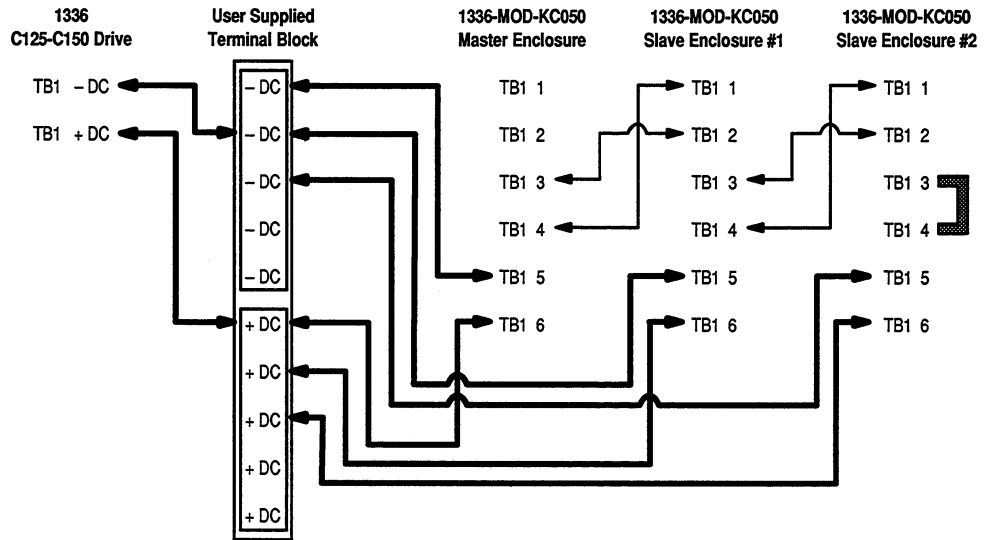 1336
C125-C150 Drive
User Supplied
Terminal Block
1336-MOD-KC050
Master Enclosure
1336-MOD-KC050
Slave Enclosure #1
1336-MOD-KC050
Slave Enclosure #2
TB1 – DC
TB1 + DC
– DC
– DC
– DC
– DC
– DC
+ DC
+ DC
+ DC
+ DC
+ DC
TB1 1
TB1 2
TB1 3
TB1 4
TB1 5
TB1 6
TB1 1
TB1 2
TB1 3
TB1 4
TB1 5
TB1 6
TB1 1
TB1 2
TB1 3
TB1 4
TB1 5
TB1 6